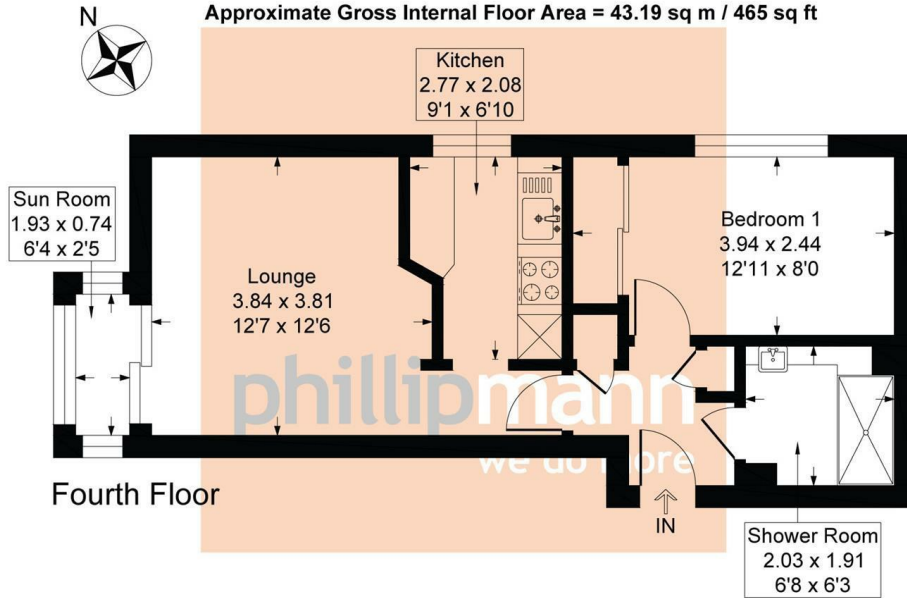 Approximate Gross Internal Floor Area = 43.19 sq m / 465 sq ft
N
Kitchen
2.77 x 2.08
9'1 x 6'10
Sun Room
1.93 x 0.74
6'4 x 2'5
Lounge
3.84 x 3.81
12'7 x 12'6
Bedroom 1
3.94 x 2.44
12'11 x 8'0
phillipmann
we do more
Fourth Floor
IN
Shower Room
2.03 x 1.91
6'8 x 6'3